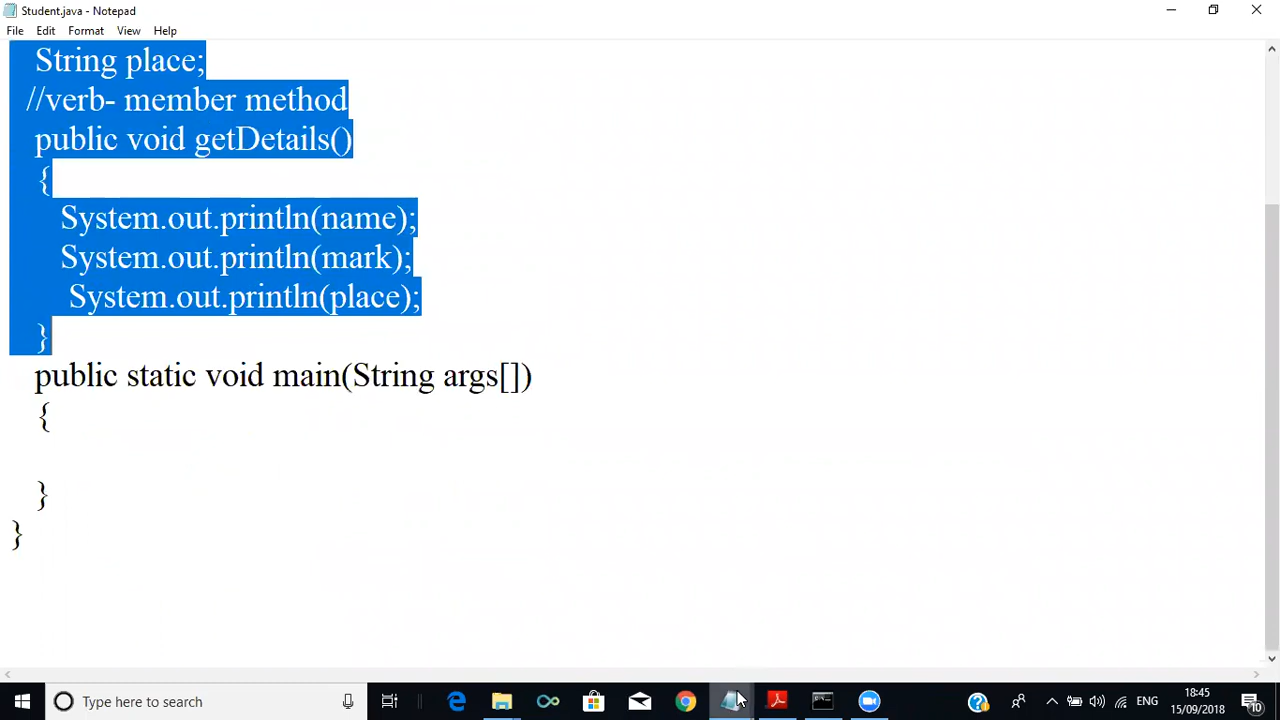 Student.java - Notepad
File Edit Format View Help
String place;
//verb- member method
public void getDetails()
{
System.out.println(name);
System.out.println(mark);
System.out.println(place);
}
public static void main(String args[])
{
}
}
Type here to search
ENG
18:45
15/09/2018
10